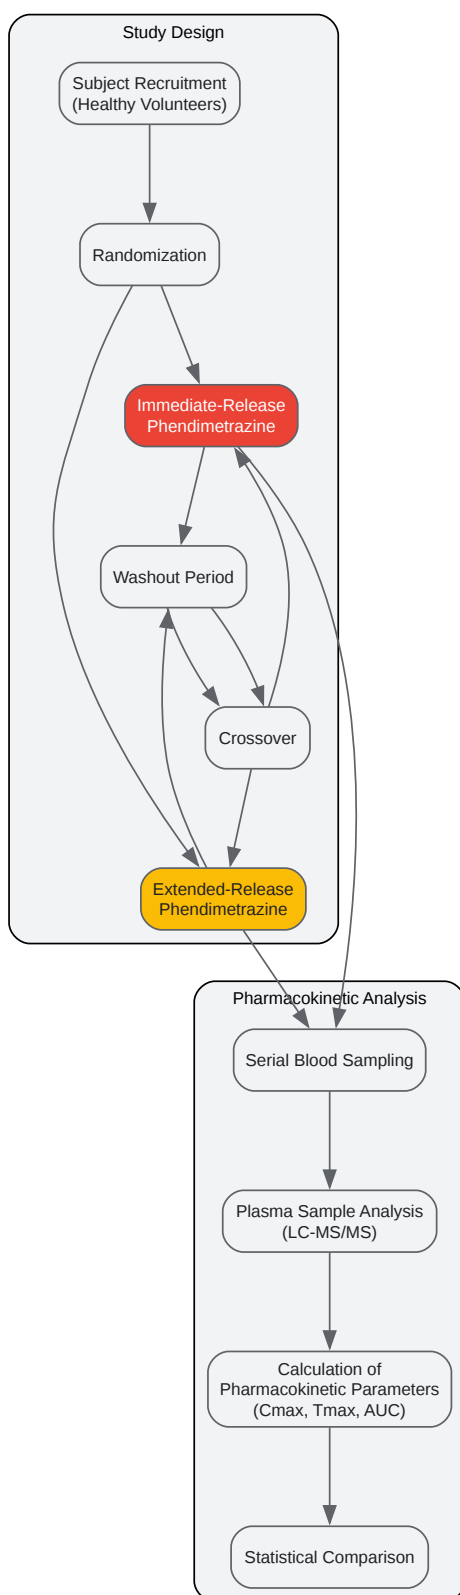 Study Design
Subject Recruitment
(Healthy Volunteers)
Randomization
Immediate-Release
Phendimetrazine
Washout Period
Crossover
Extended-Release
Phendimetrazine
Pharmacokinetic Analysis
Serial Blood Sampling
Plasma Sample Analysis
(LC-MS/MS)
Calculation of
Pharmacokinetic Parameters
(Cmax, Tmax, AUC)
Statistical Comparison